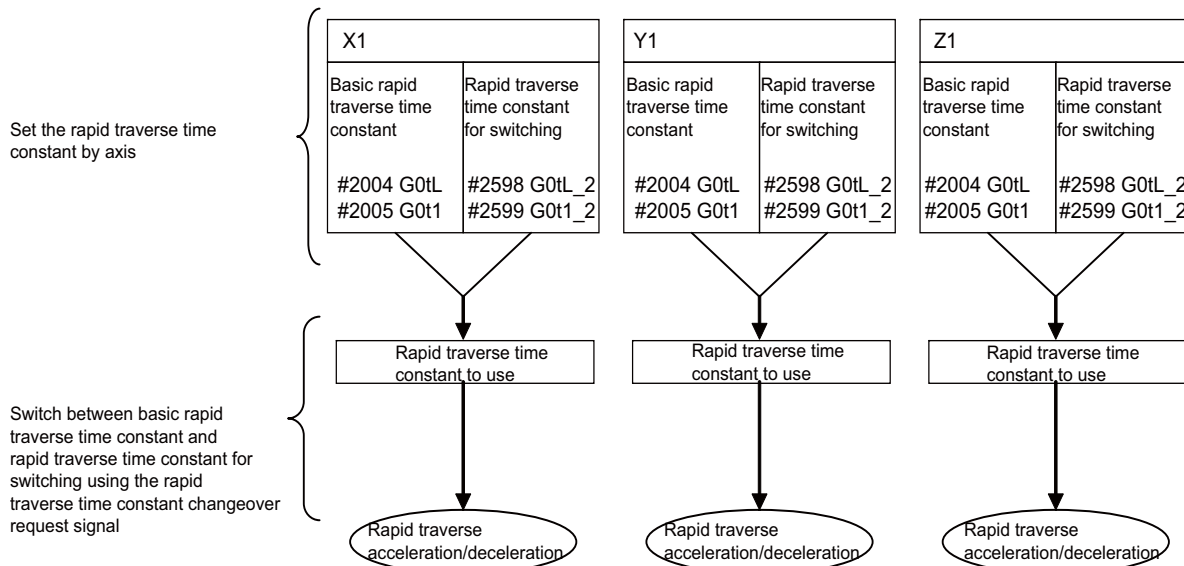 Set the rapid traverse time
constant by axis
X1
Basic rapid
traverse time
constant
#2004 G0tL
#2005 G0t1
Rapid traverse
time constant
for switching
#2598 G0tL_2
#2599 G0t1_2
Y1
Basic rapid
traverse time
constant
#2004 G0tL
#2005 G0t1
Rapid traverse
time constant
for switching
#2598 G0tL_2
#2599 G0t1_2
Z1
Basic rapid
traverse time
constant
#2004 G0tL
#2005 G0t1
Rapid traverse
time constant
for switching
#2598 G0tL_2
#2599 G0t1_2
Switch between basic rapid
traverse time constant and
rapid traverse time constant for
switching using the rapid
traverse time constant changeover
request signal
Rapid traverse time
constant to use
Rapid traverse time
constant to use
Rapid traverse time
constant to use
Rapid traverse
acceleration/deceleration
Rapid traverse
acceleration/deceleration
Rapid traverse
acceleration/deceleration